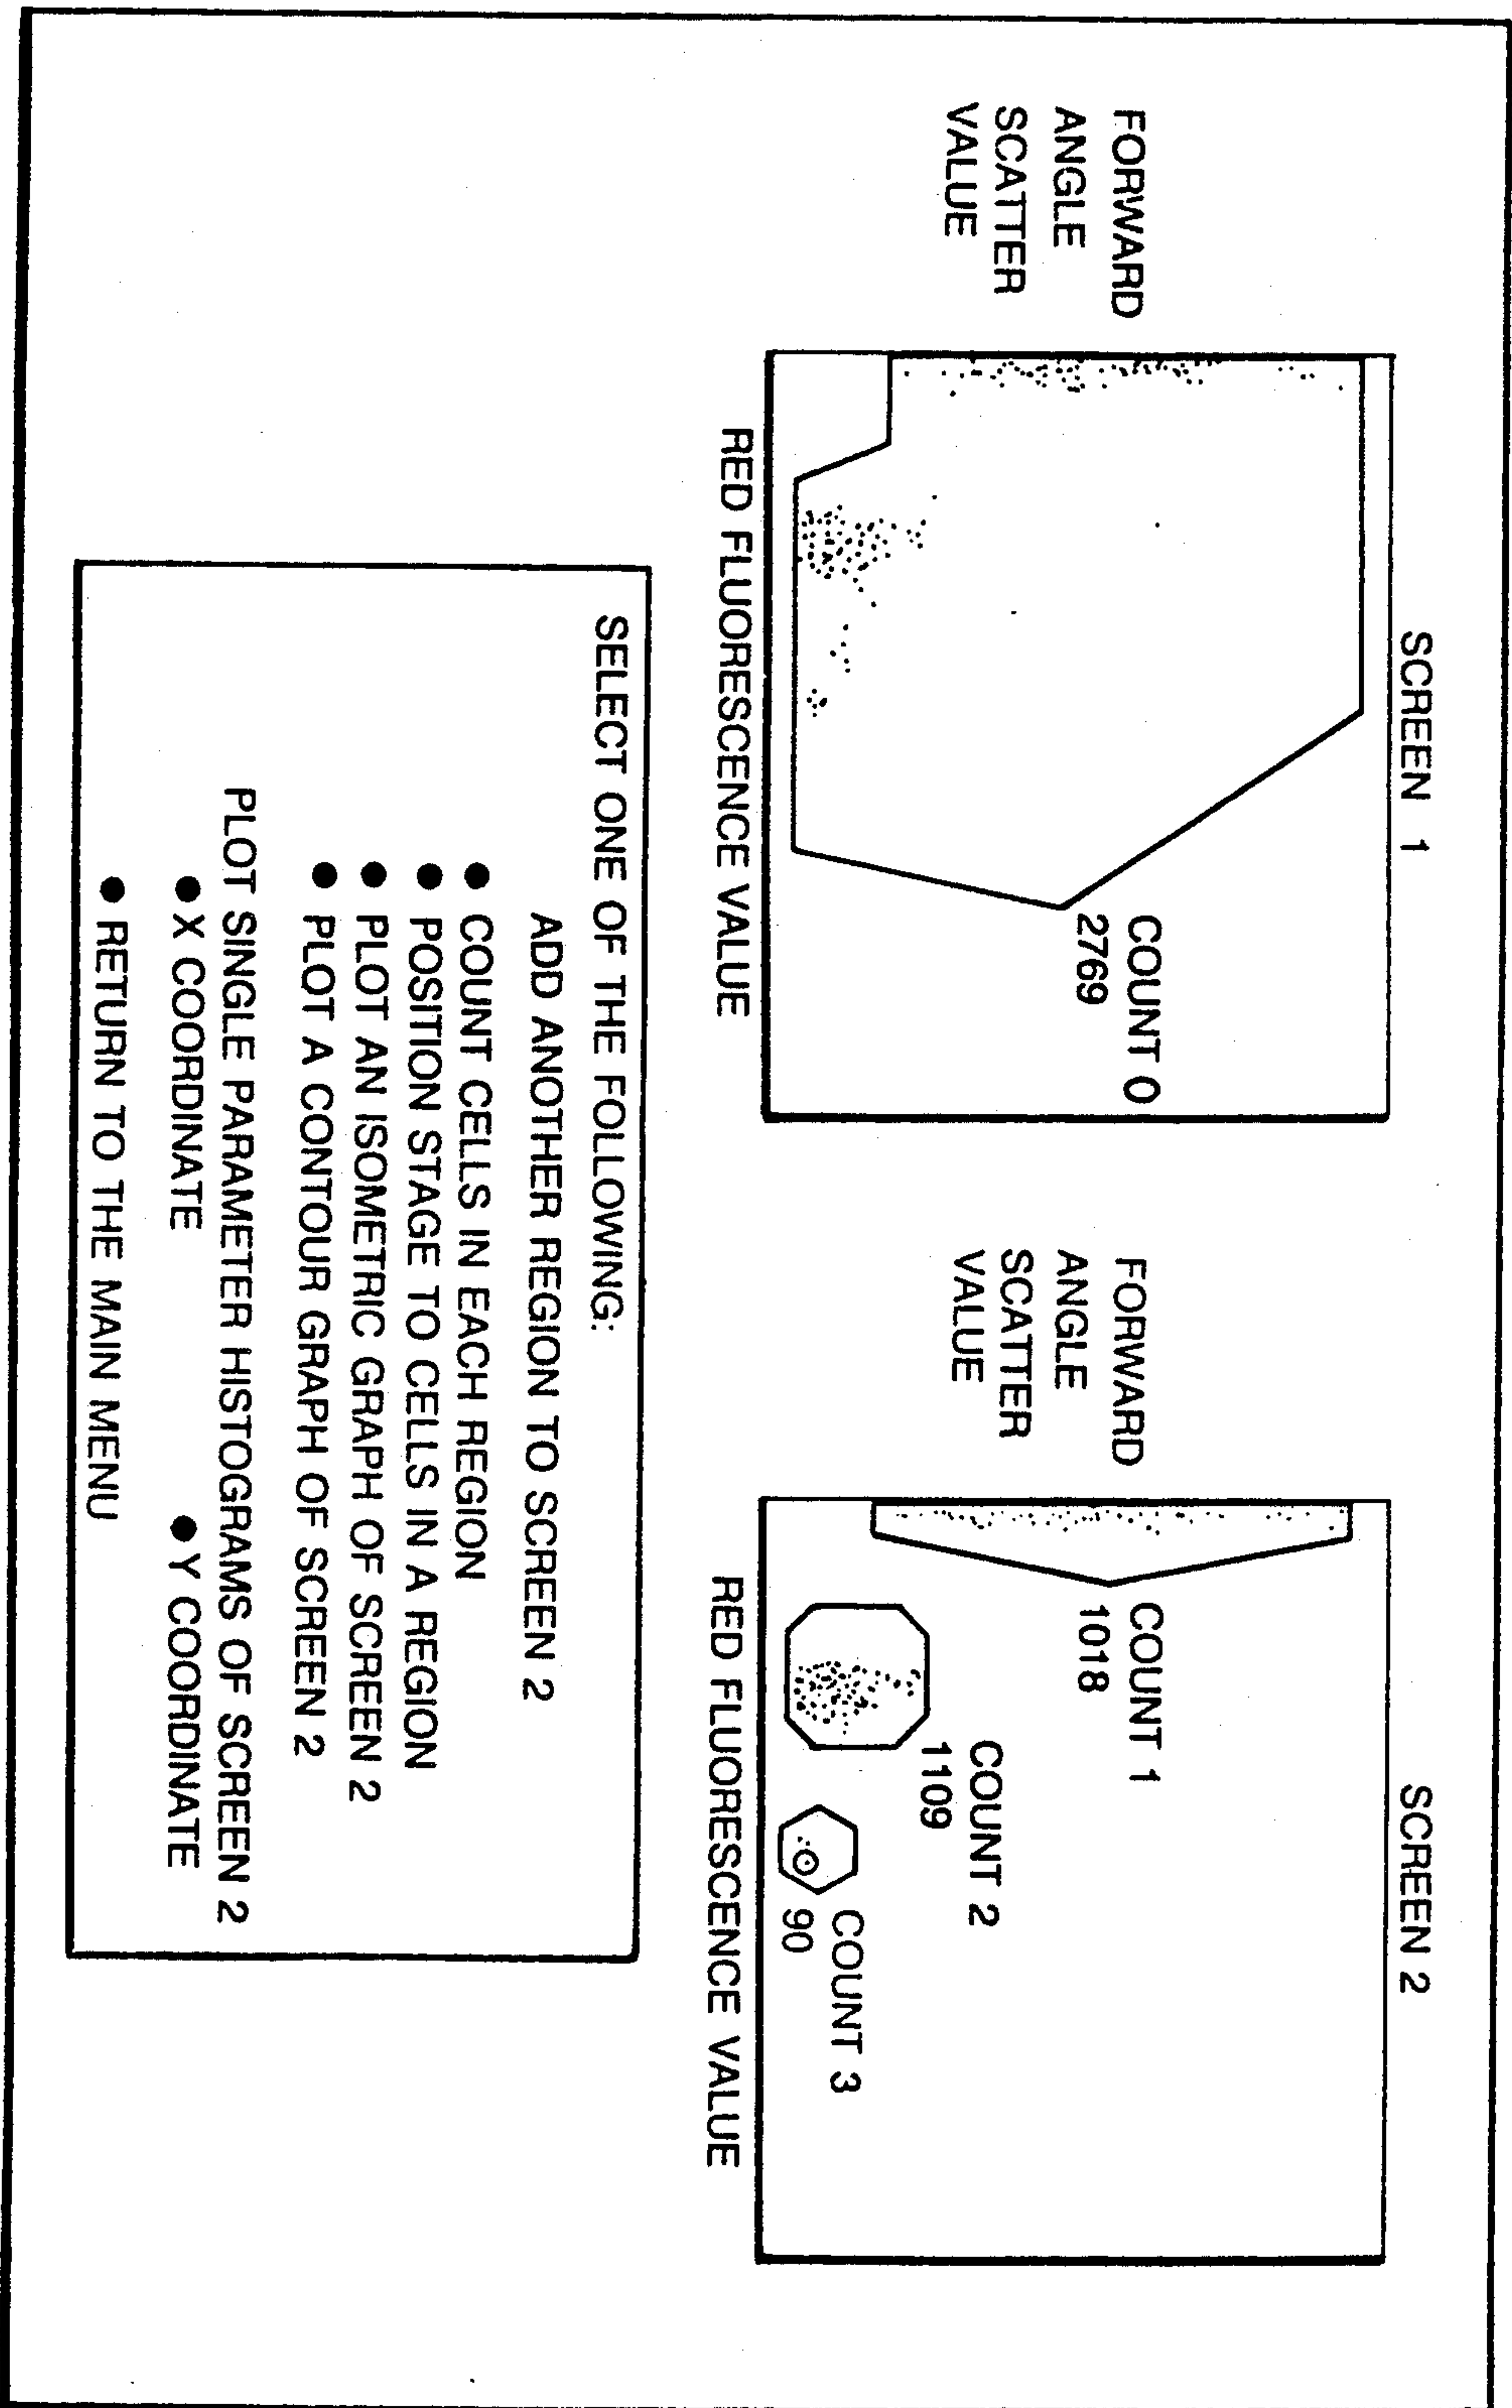 SCREEN 1
FORWARD
ANGLE
SCATTER
VALUE
COUNT 0
2769
RED FLUORESCENCE VALUE
SCREEN 2
FORWARD
ANGLE
SCATTER
VALUE
COUNT 1
1018
COUNT 2
1109
COUNT 3
90
RED FLUORESCENCE VALUE
SELECT ONE OF THE FOLLOWING:
ADD ANOTHER REGION TO SCREEN 2
● COUNT CELLS IN EACH REGION
● POSITION STAGE TO CELLS IN A REGION
● PLOT AN ISOMETRIC GRAPH OF SCREEN 2
● PLOT A CONTOUR GRAPH OF SCREEN 2
PLOT SINGLE PARAMETER HISTOGRAMS OF SCREEN 2
● X COORDINATE ● Y COORDINATE
● RETURN TO THE MAIN MENU